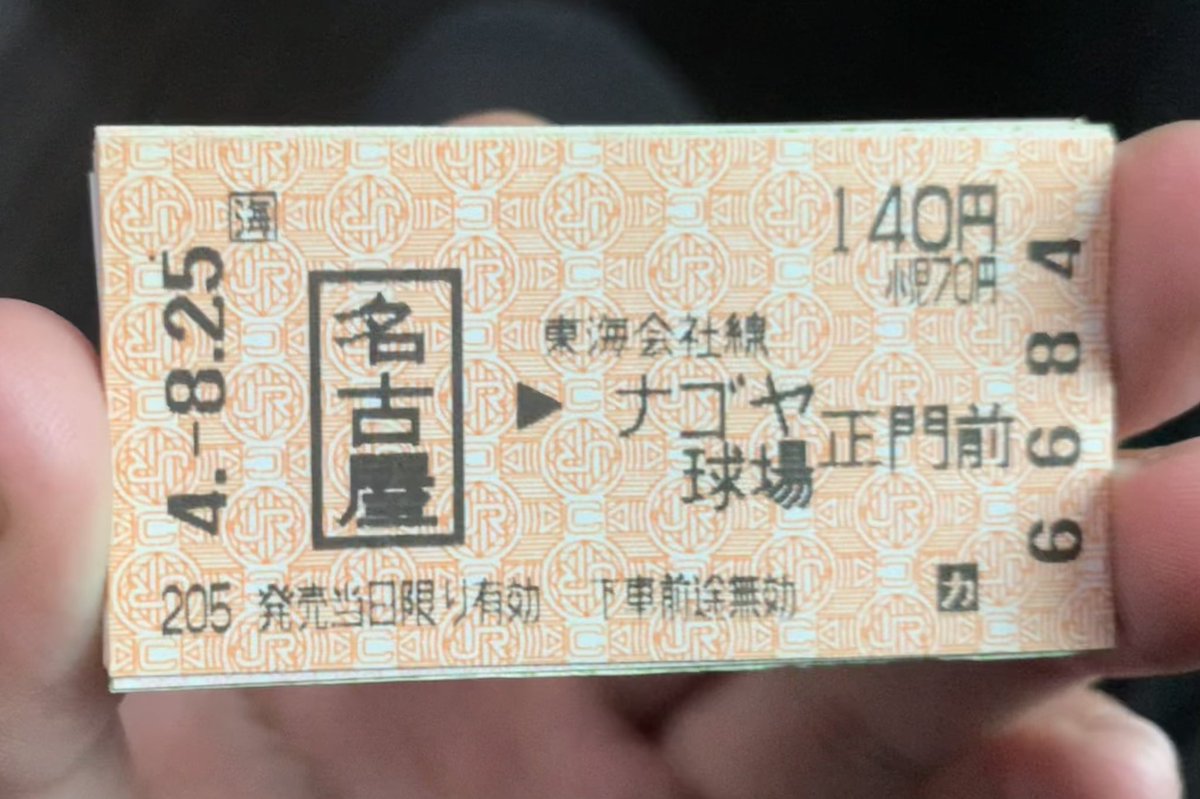 海
4.-8.25
140円
小児70円
名古屋
東海会社線
▶ナゴヤ球場正門前
6684
205 発売当日限り有効 下車前途無効
カ